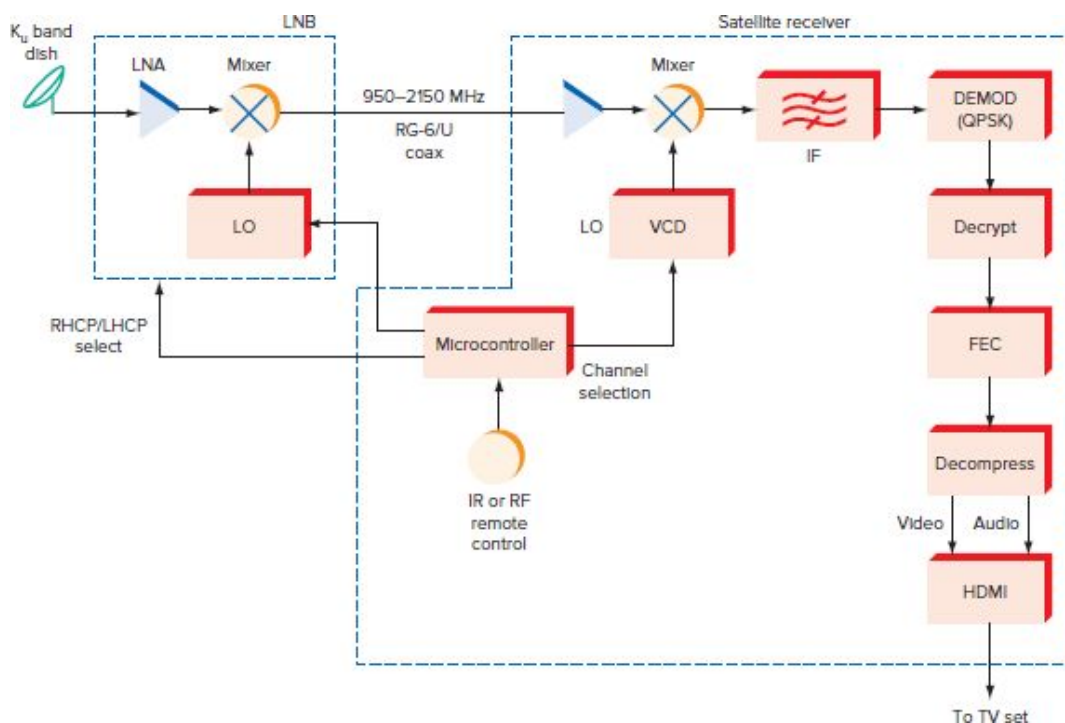 K_u band
dish
LNB
LNA
Mixer
LO
950–2150 MHz
RG-6/U
coax
Satellite receiver
Mixer
LO
VCD
IF
DEMOD
(QPSK)
Decrypt
FEC
Decompress
Video
Audio
HDMI
To TV set
RHCP/LHCP
select
Microcontroller
Channel
selection
IR or RF
remote
control